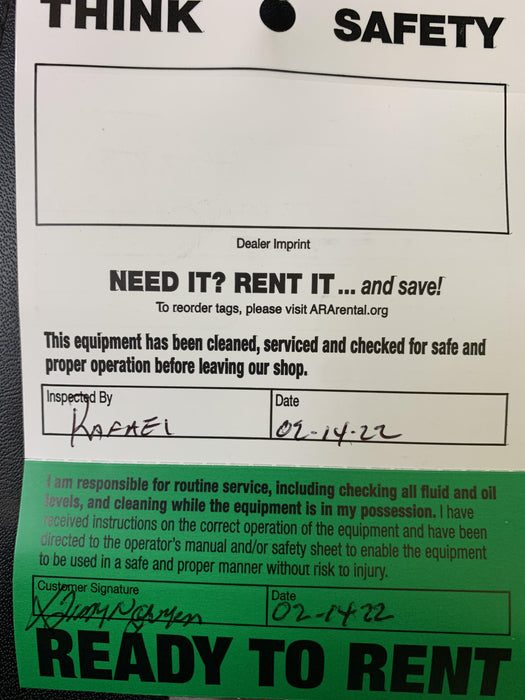 THINK SAFETY
Dealer Imprint
NEED IT? RENT IT ... and save!
To reorder tags, please visit ARArental.org
This equipment has been cleaned, serviced and checked for safe and
proper operation before leaving our shop.
Inspected By Date
RAFAEL 02-14-22
I am responsible for routine service, including checking all fluid and oil
levels, and cleaning while the equipment is in my possession. I have
received instructions on the correct operation of the equipment and have been
directed to the operator's manual and/or safety sheet to enable the equipment
to be used in a safe and proper manner without risk to injury.
Customer Signature Date
Nguyen 02-14-22
READY TO RENT